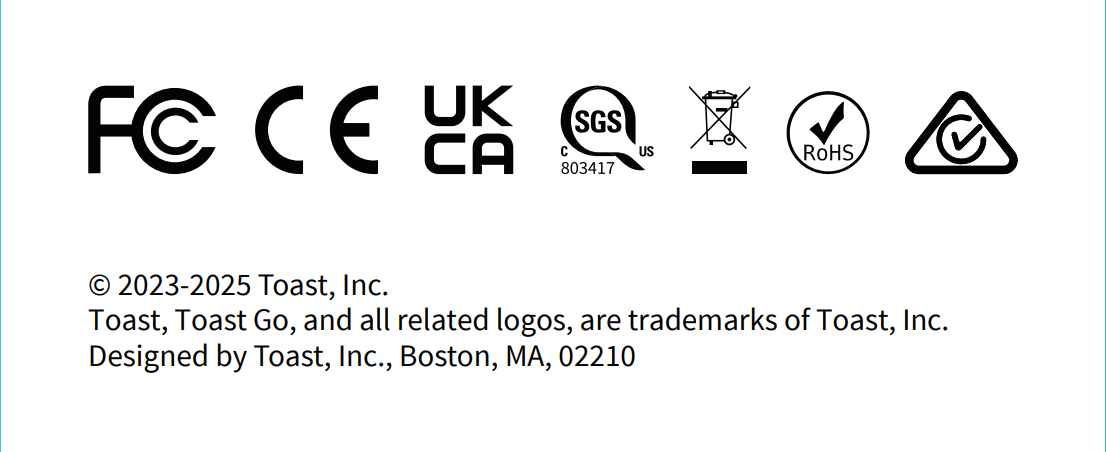 FC CE UK CA SGS C US 803417 RoHS
© 2023-2025 Toast, Inc.
Toast, Toast Go, and all related logos, are trademarks of Toast, Inc.
Designed by Toast, Inc., Boston, MA, 02210